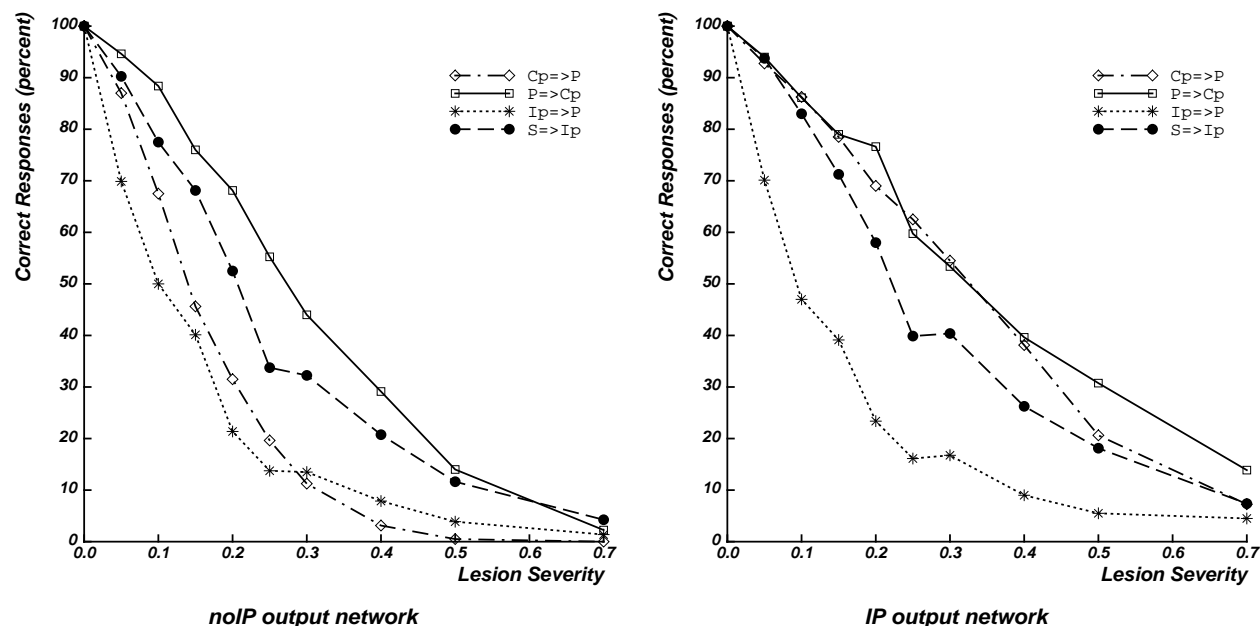 Correct Responses (percent)
100
90
80
70
60
50
40
30
20
10
0
0.0 0.1 0.2 0.3 0.4 0.5 0.6 0.7
Lesion Severity
Cp=>P
P=>Cp
Ip=>P
S=>Ip
noIP output network
Correct Responses (percent)
100
90
80
70
60
50
40
30
20
10
0
0.0 0.1 0.2 0.3 0.4 0.5 0.6 0.7
Lesion Severity
Cp=>P
P=>Cp
Ip=>P
S=>Ip
IP output network